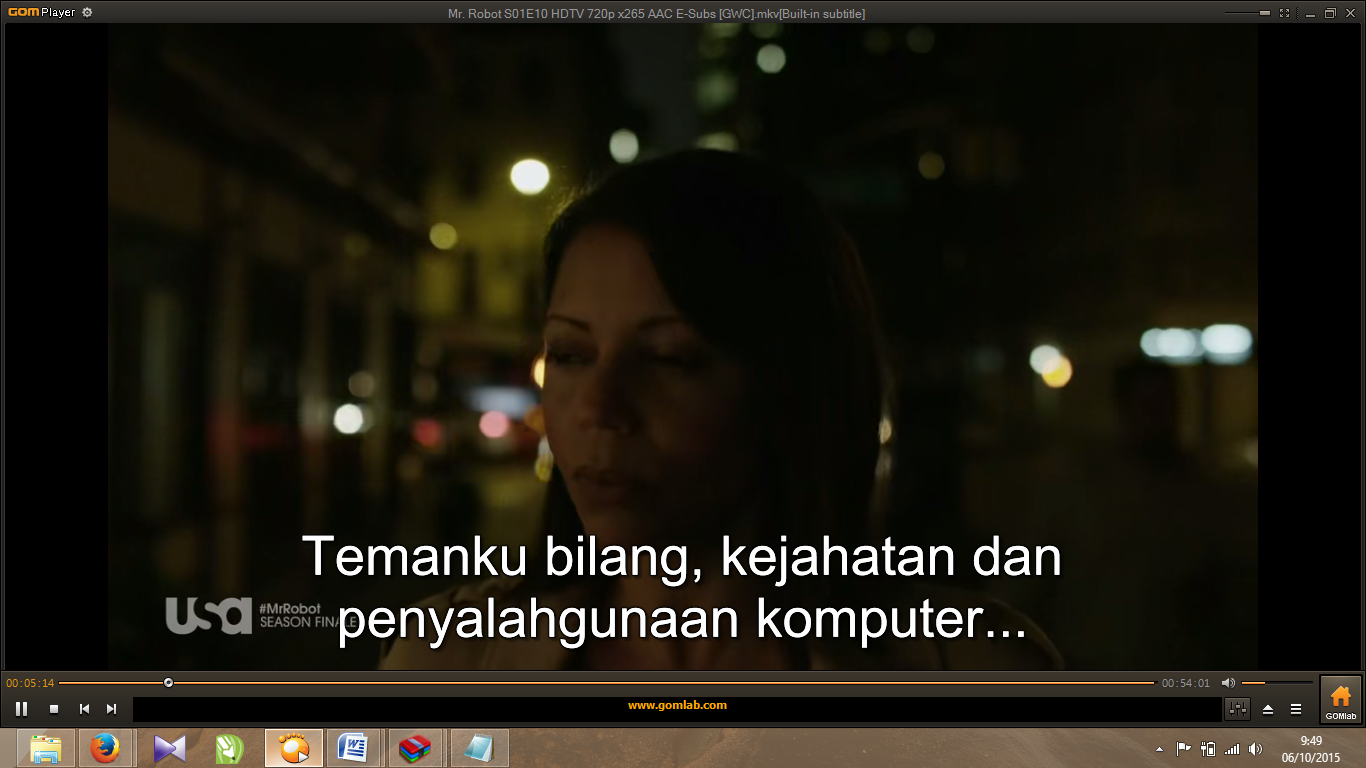 GOM Player
Mr. Robot S01E10 HDTV 720p x265 AAC E-Subs [GWC].mkv[Built-in subtitle]
Temanku bilang, kejahatan dan
penyalahgunaan komputer...
usa
#MrRobot
SEASON FINALE
00:05:14
00:54:01
www.gomlab.com
GOMlab
9:49
06/10/2015